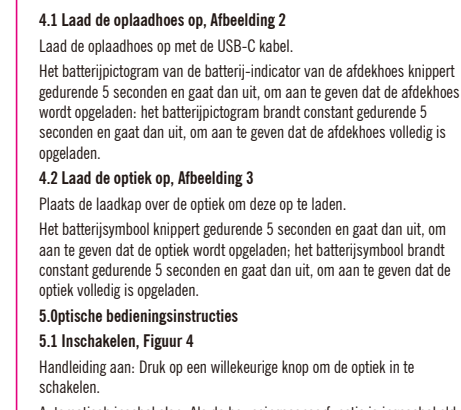 4.1 Laad de oplaadhoes op, Afbeelding 2
Laad de oplaadhoes op met de USB-C kabel.
Het batterijpictogram van de batterij-indicator van de afdekhoes knippert
gedurende 5 seconden en gaat dan uit, om aan te geven dat de afdekhoes
wordt opgeladen: het batterijpictogram brandt constant gedurende 5
seconden en gaat dan uit, om aan te geven dat de afdekhoes volledig is
opgeladen.
4.2 Laad de optiek op, Afbeelding 3
Plaats de laadkap over de optiek om deze op te laden.
Het batterijsymbool knippert gedurende 5 seconden en gaat dan uit, om
aan te geven dat de optiek wordt opgeladen; het batterijsymbool brandt
constant gedurende 5 seconden en gaat dan uit, om aan te geven dat de
optiek volledig is opgeladen.
5.Optische bedieningsinstructies
5.1 Inschakelen, Figuur 4
Handleiding aan: Druk op een willekeurige knop om de optiek in te
schakelen.